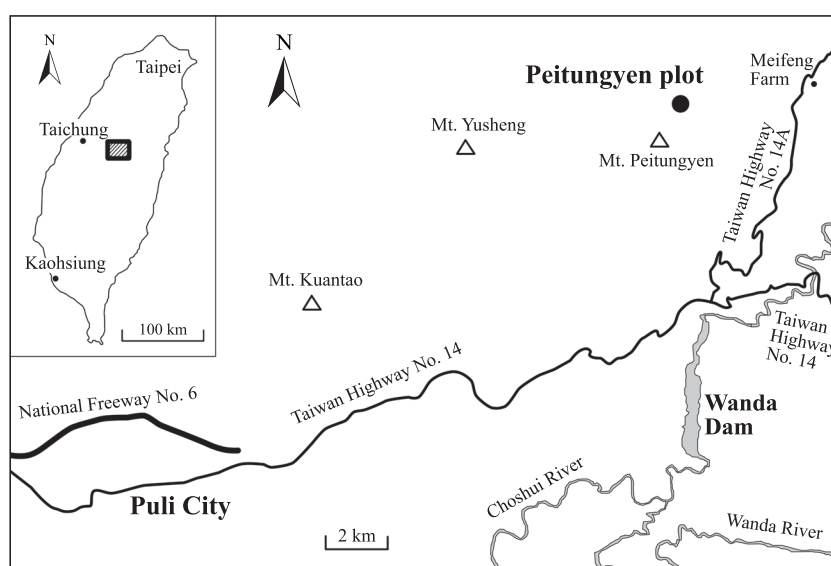 N
Taipei
Taichung
Kaohsiung
100 km
N
Peitungyen plot
Meifeng
Farm
Mt. Yusheng
Mt. Peitungyen
Taiwan Highway
No. 14A
Mt. Kuantao
Taiwan Highway No. 14
Taiwan
Highway
No. 14
National Freeway No. 6
Wanda
Dam
Puli City
Choshui River
Wanda River
2 km